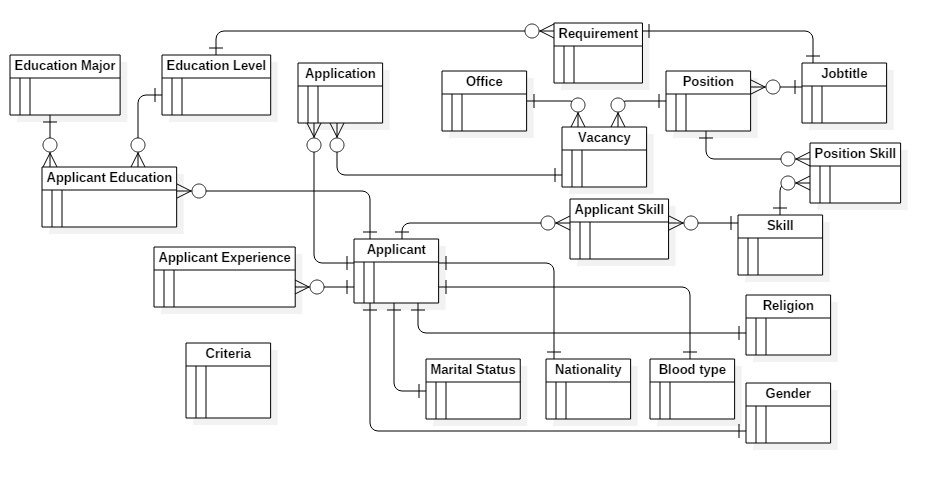 Requirement
Education Major
Education Level
Application
Office
Position
Jobtitle
Vacancy
Position Skill
Applicant Education
Applicant Skill
Skill
Applicant
Applicant Experience
Religion
Criteria
Marital Status
Nationality
Blood type
Gender